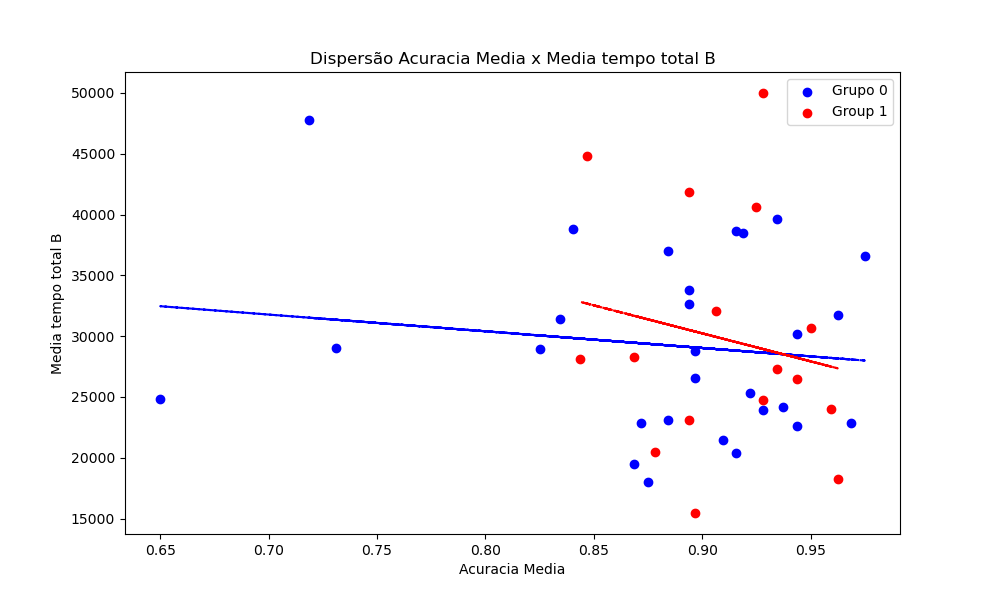 Dispersão Acuracia Media x Media tempo total B
Grupo 0
Group 1
50000
45000
40000
35000
30000
25000
20000
15000
Media tempo total B
0.65 0.70 0.75 0.80 0.85 0.90 0.95
Acuracia Media